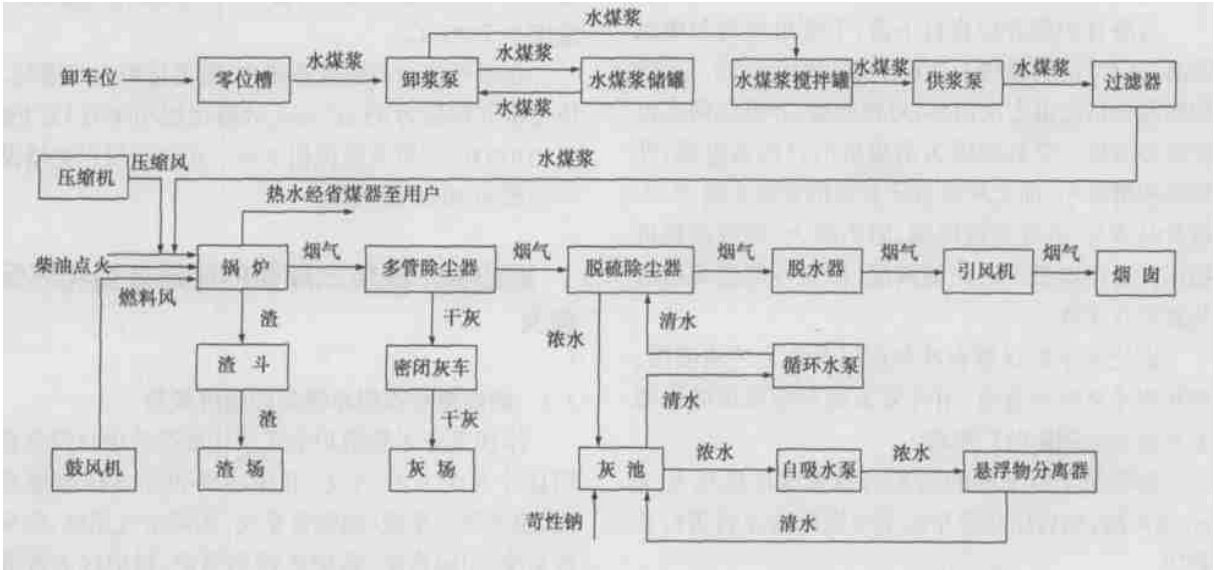 水煤浆
水煤浆 水煤浆 水煤浆 水煤浆
卸车位 零位槽 卸浆泵 水煤浆储罐 水煤浆搅拌罐 供浆泵 过滤器
水煤浆
压缩风 水煤浆
压缩机
热水经省煤器至用户
烟气 烟气 烟气 烟气 烟气
柴油点火 锅炉 多管除尘器 脱硫除尘器 脱水器 引风机 烟囱
燃料风
渣 干灰 浓水 清水
渣斗 密闭灰车 循环水泵
渣 干灰 清水
浓水 浓水
鼓风机 渣场 灰场 灰池 自吸水泵 悬浮物分离器
苛性钠 清水